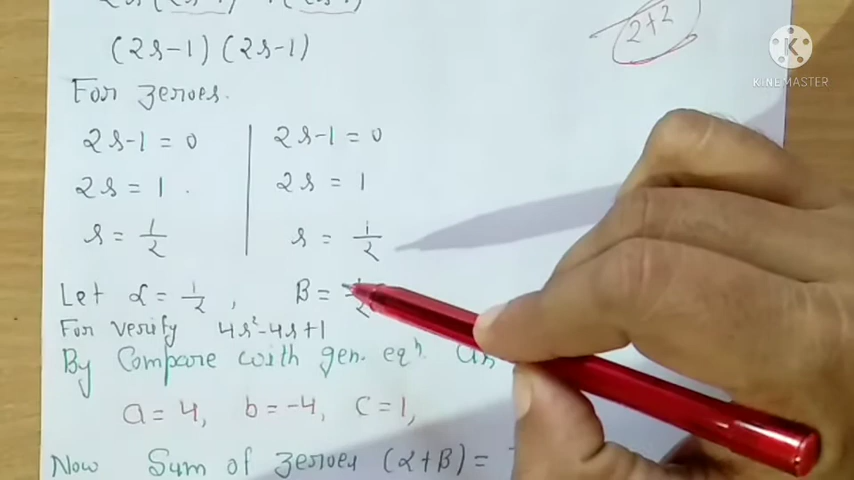 (2s-1) (2s-1)
2+2
K
KINEMASTER
For zeroes.
2s-1 = 0 2s-1 = 0
2s = 1 . 2s = 1
s = 1/2 s = 1/2
Let α = 1/2 , B = 1/2
For verify 4s²-4s+1
By Compare with gen. eqⁿ.
a = 4, b = -4, c = 1,
Now Sum of zeroes (α+B) =